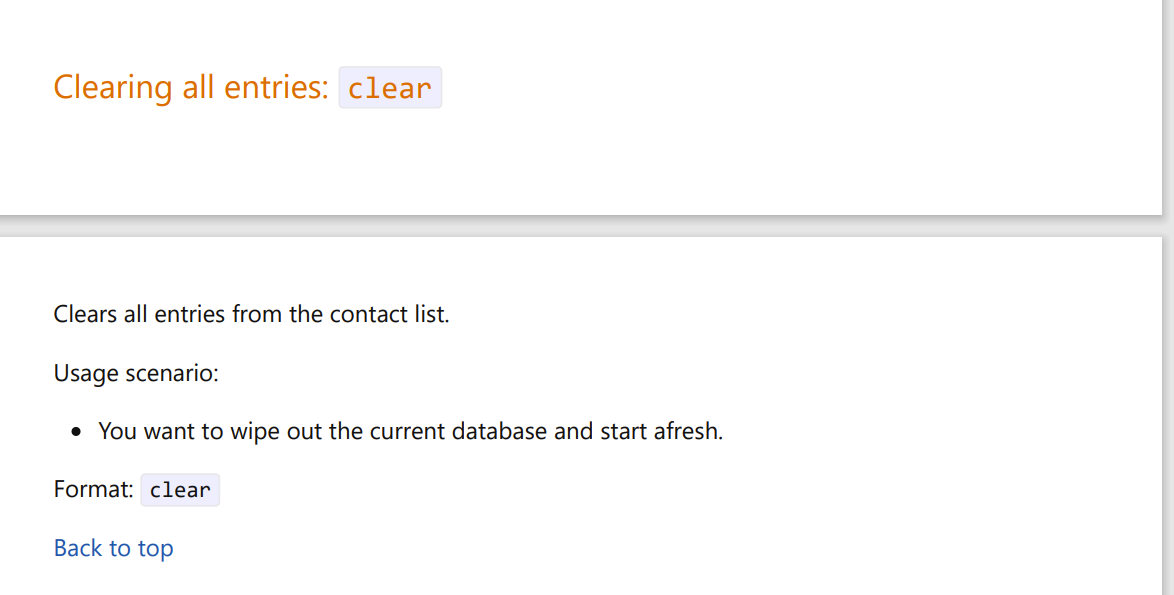 Clearing all entries: clear
Clears all entries from the contact list.
Usage scenario:
• You want to wipe out the current database and start afresh.
Format: clear
Back to top